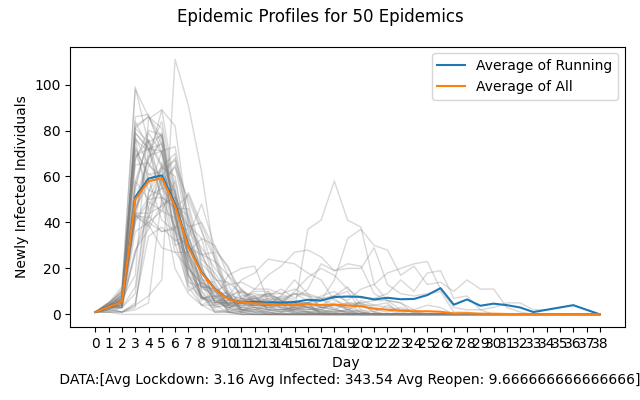 Epidemic Profiles for 50 Epidemics
Average of Running
Average of All
Newly Infected Individuals
100
80
60
40
20
0
0 1 2 3 4 5 6 7 8 9 10 11 12 13 14 15 16 17 18 19 20 21 22 23 24 25 26 27 28 29 30 31 32 33 34 35 36 37 38
Day
DATA:[Avg Lockdown: 3.16 Avg Infected: 343.54 Avg Reopen: 9.666666666666666]